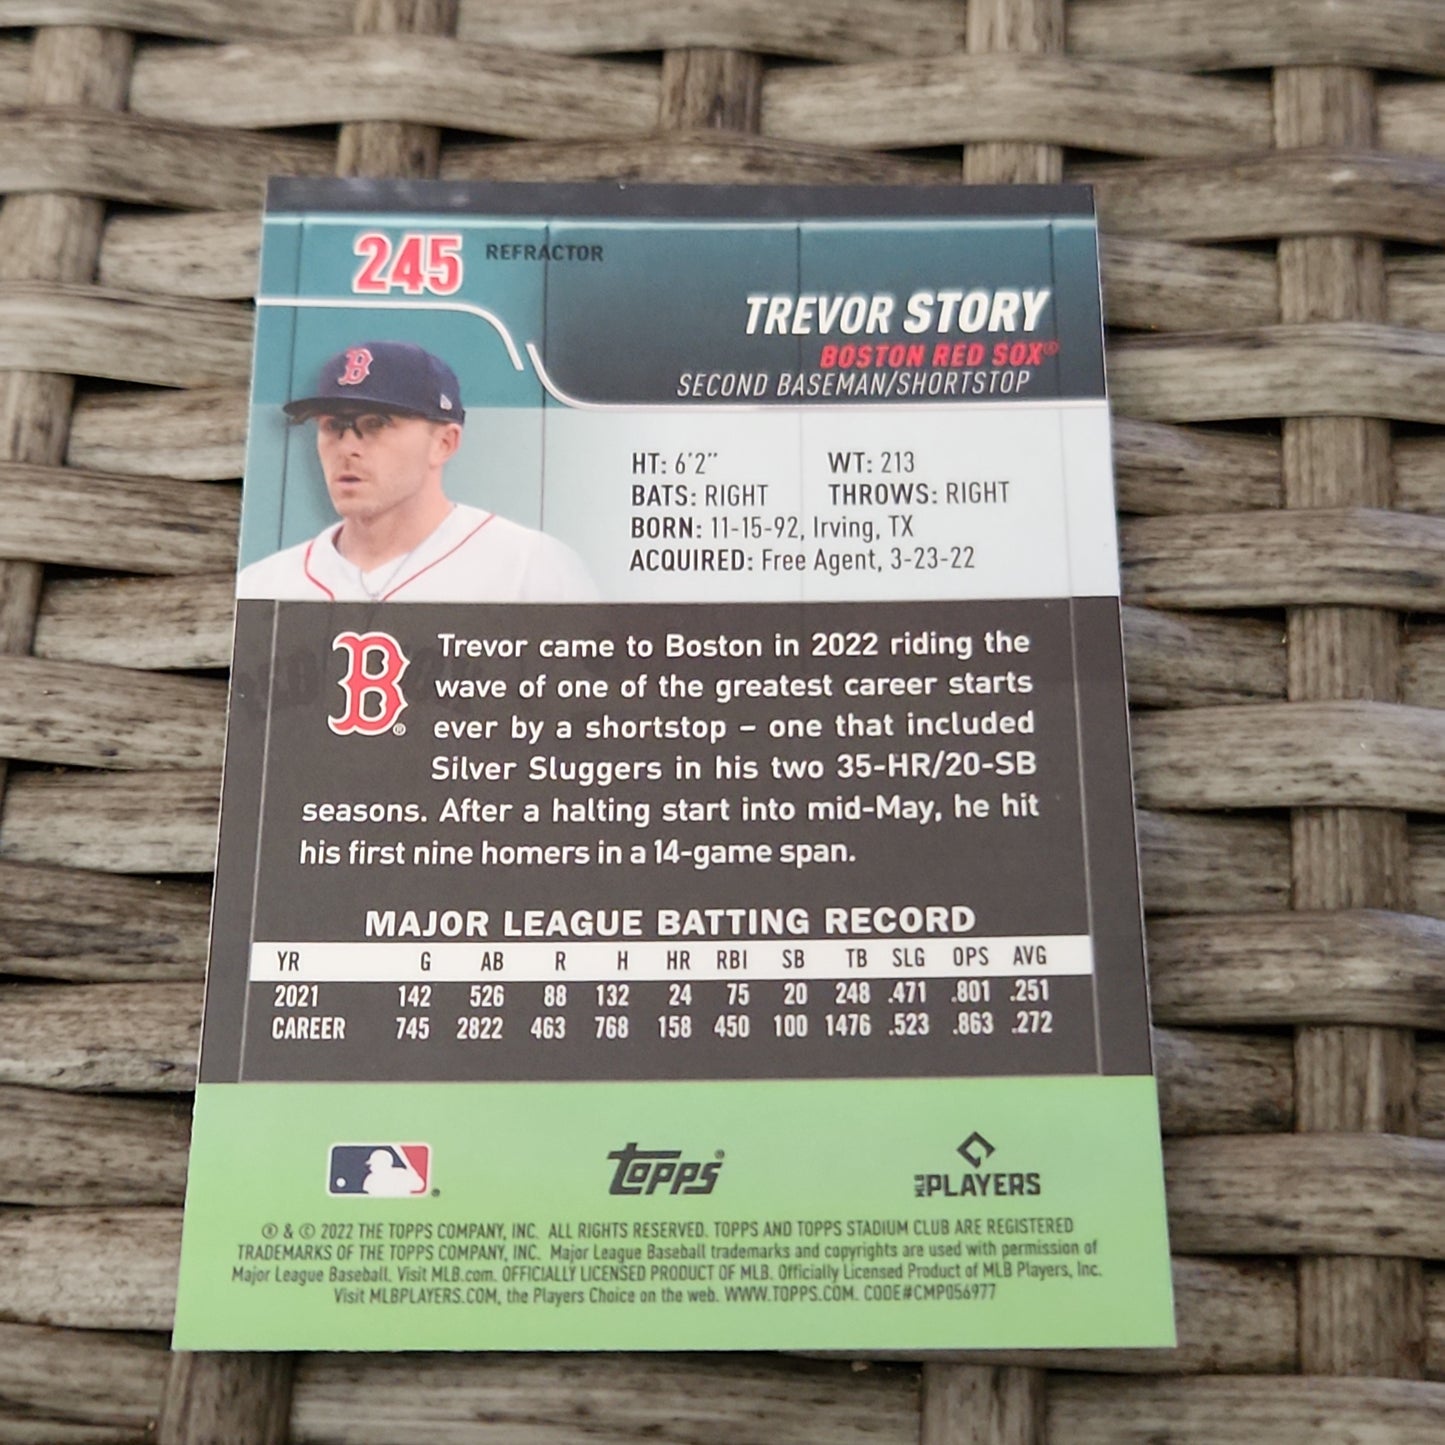 245 REFRACTOR
TREVOR STORY
BOSTON RED SOX®
SECOND BASEMAN/SHORTSTOP
HT: 6'2" WT: 213
BATS: RIGHT THROWS: RIGHT
BORN: 11-15-92, Irving, TX
ACQUIRED: Free Agent, 3-23-22
B
B®
Trevor came to Boston in 2022 riding the
wave of one of the greatest career starts
ever by a shortstop – one that included
Silver Sluggers in his two 35-HR/20-SB
seasons. After a halting start into mid-May, he hit
his first nine homers in a 14-game span.
MAJOR LEAGUE BATTING RECORD
YR G AB R H HR RBI SB TB SLG OPS AVG
2021 142 526 88 132 24 75 20 248 .471 .801 .251
CAREER 745 2822 463 768 158 450 100 1476 .523 .863 .272
topps® MLB PLAYERS
® & © 2022 THE TOPPS COMPANY, INC. ALL RIGHTS RESERVED. TOPPS AND TOPPS STADIUM CLUB ARE REGISTERED
TRADEMARKS OF THE TOPPS COMPANY, INC. Major League Baseball trademarks and copyrights are used with permission of
Major League Baseball. Visit MLB.com. OFFICIALLY LICENSED PRODUCT OF MLB. Officially Licensed Product of MLB Players, Inc.
Visit MLBPLAYERS.COM, the Players Choice on the web. WWW.TOPPS.COM. CODE#CMP056977